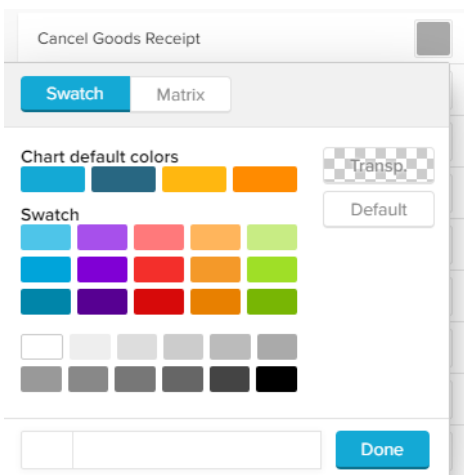 Cancel Goods Receipt
Swatch Matrix
Chart default colors
Transp.
Default
Swatch
Done